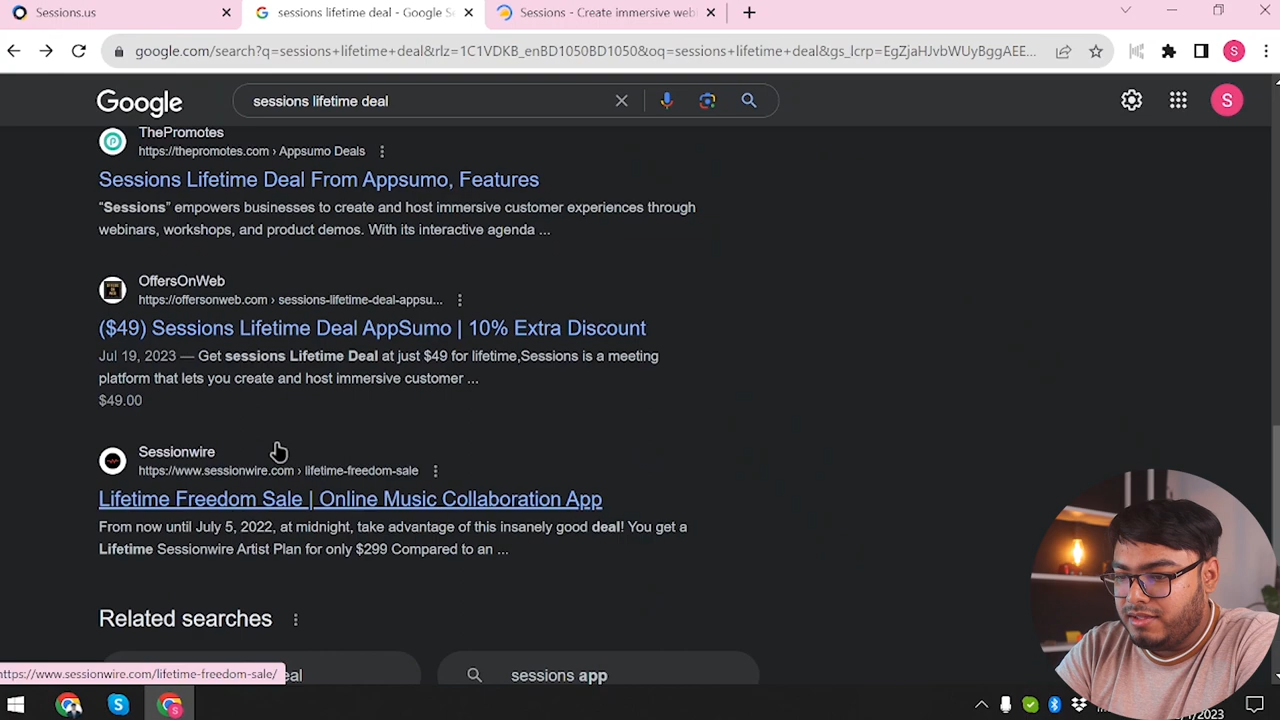 Sessions.us
sessions lifetime deal - Google Se
Sessions - Create immersive web
google.com/search?q=sessions+lifetime+deal&rlz=1C1VDKB_enBD1050BD1050&oq=sessions+lifetime+deal&gs_lcrp=EgZjaHJvbWUyBggAEE...
S
Google
sessions lifetime deal
S
ThePromotes
https://thepromotes.com › Appsumo Deals
Sessions Lifetime Deal From Appsumo, Features
“Sessions” empowers businesses to create and host immersive customer experiences through
webinars, workshops, and product demos. With its interactive agenda ...
OffersOnWeb
https://offersonweb.com › sessions-lifetime-deal-appsu...
($49) Sessions Lifetime Deal AppSumo | 10% Extra Discount
Jul 19, 2023 — Get sessions Lifetime Deal at just $49 for lifetime,Sessions is a meeting
platform that lets you create and host immersive customer ...
$49.00
Sessionwire
https://www.sessionwire.com › lifetime-freedom-sale
Lifetime Freedom Sale | Online Music Collaboration App
From now until July 5, 2022, at midnight, take advantage of this insanely good deal! You get a
Lifetime Sessionwire Artist Plan for only $299 Compared to an ...
Related searches
https://www.sessionwire.com/lifetime-freedom-sale/
eal
sessions app
/2023